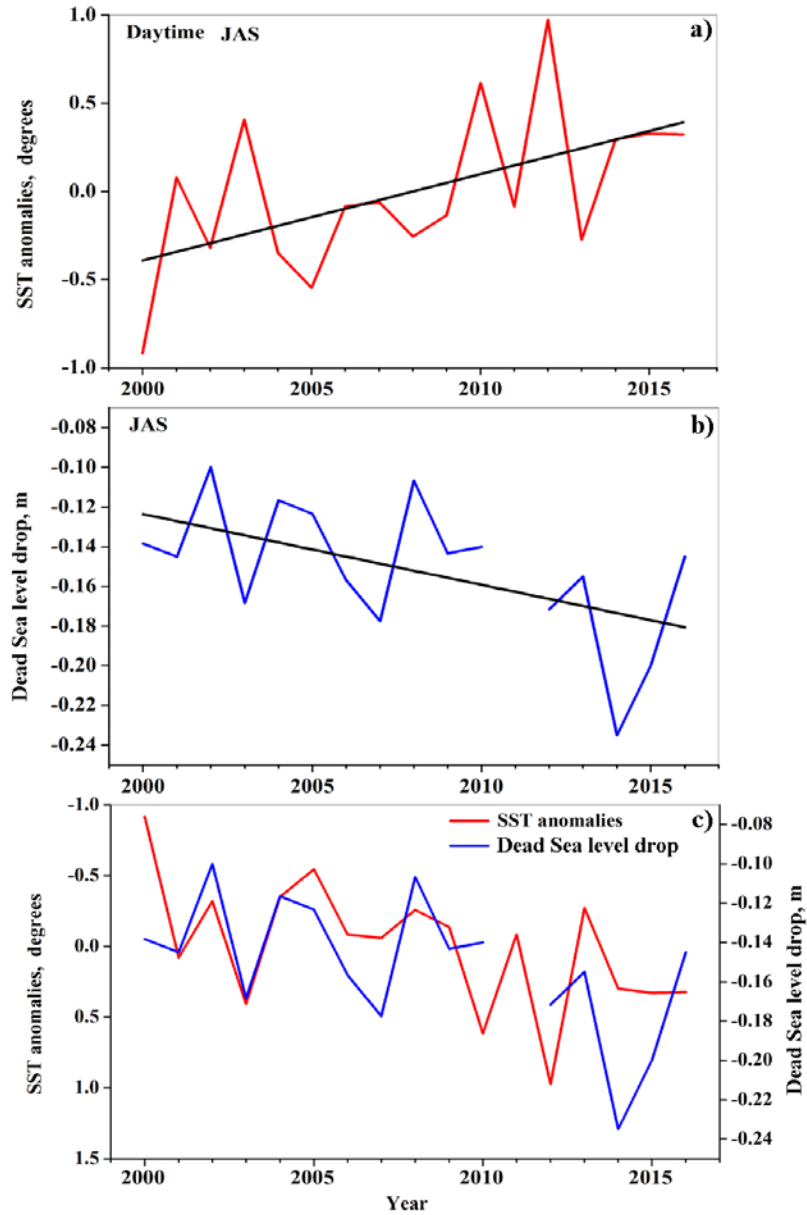 Daytime JAS
a)
SST anomalies, degrees
1.0
0.5
0.0
-0.5
-1.0
2000 2005 2010 2015
JAS
b)
Dead Sea level drop, m
-0.08
-0.10
-0.12
-0.14
-0.16
-0.18
-0.20
-0.22
-0.24
2000 2005 2010 2015
c)
SST anomalies
Dead Sea level drop
SST anomalies, degrees
-1.0
-0.5
0.0
0.5
1.0
1.5
-0.08
-0.10
-0.12
-0.14
-0.16
-0.18
-0.20
-0.22
-0.24
Dead Sea level drop, m
2000 2005 2010 2015
Year